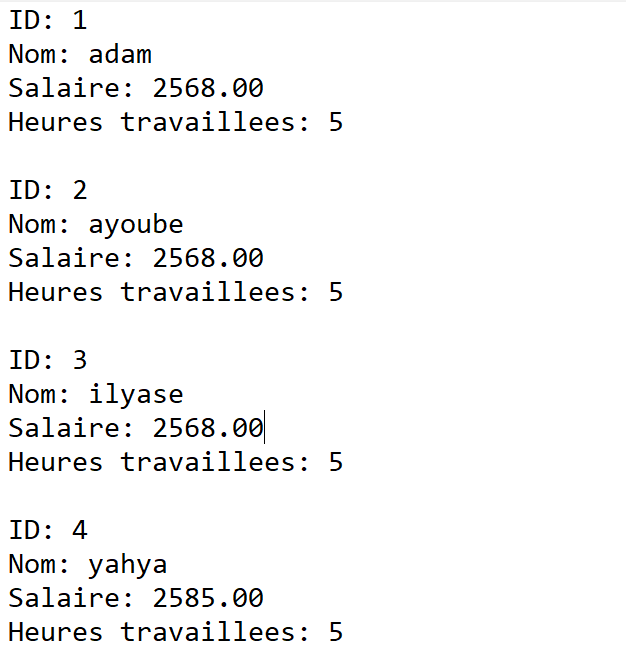 ID: 1
Nom: adam
Salaire: 2568.00
Heures travaillees: 5
ID: 2
Nom: ayoube
Salaire: 2568.00
Heures travaillees: 5
ID: 3
Nom: ilyase
Salaire: 2568.00
Heures travaillees: 5
ID: 4
Nom: yahya
Salaire: 2585.00
Heures travaillees: 5